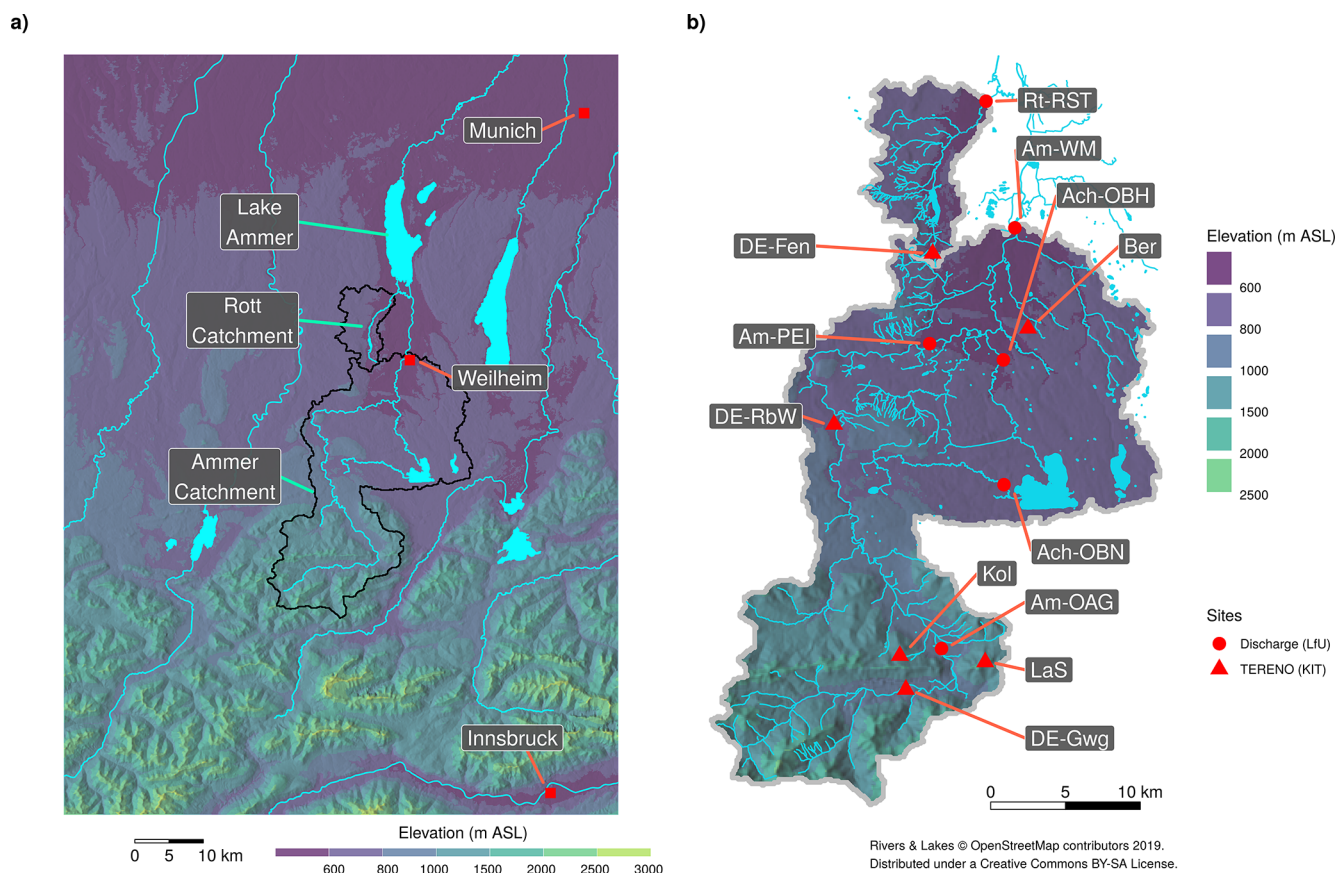 a)
Munich
Lake
Ammer
Rott
Catchment
Weilheim
Ammer
Catchment
Innsbruck
0 5 10 km
Elevation (m ASL)
600 800 1000 1500 2000 2500 3000
b)
Rt-RST
Am-WM
Ach-OBH
DE-Fen
Ber
Am-PEI
DE-RbW
Ach-OBN
Kol
Am-OAG
LaS
DE-Gwg
0 5 10 km
Elevation (m ASL)
600
800
1000
1500
2000
2500
Sites
Discharge (LfU)
TERENO (KIT)
Rivers & Lakes © OpenStreetMap contributors 2019.
Distributed under a Creative Commons BY-SA License.